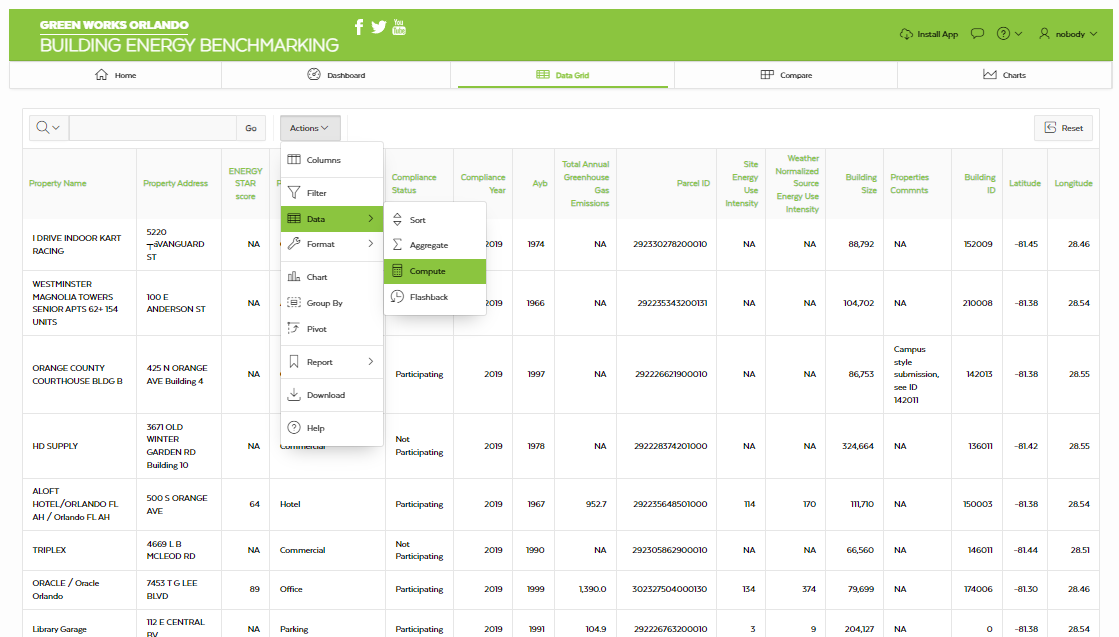 GREEN WORKS ORLANDO
BUILDING ENERGY BENCHMARKING
You
Tube
Install App
nobody
Home
Dashboard
Data Grid
Compare
Charts
Go
Actions
Reset
Columns
Filter
Data
Format
Chart
Group By
Pivot
Report
Download
Help
Sort
Aggregate
Compute
Flashback
Property Name
Property Address
ENERGY
STAR
score
Compliance
Status
Compliance
Year
Ayb
Total Annual
Greenhouse
Gas
Emissions
Parcel ID
Site
Energy
Use
Intensity
Weather
Normalized
Source
Energy Use
Intensity
Building
Size
Properties
Commnts
Building
ID
Latitude
Longitude
I DRIVE INDOOR KART
RACING
5220
VANGUARD
ST
NA
2019
1974
NA
292330278200010
NA
NA
88,792
NA
152009
-81.45
28.46
WESTMINSTER
MAGNOLIA TOWERS
SENIOR APTS 62+ 154
UNITS
100 E
ANDERSON ST
NA
2019
1966
NA
292235343200131
NA
NA
104,702
NA
210008
-81.38
28.54
ORANGE COUNTY
COURTHOUSE BLDG B
425 N ORANGE
AVE Building 4
NA
Participating
2019
1997
NA
292226621900010
NA
NA
86,753
Campus
style
submission,
see ID
142011
142013
-81.38
28.55
HD SUPPLY
3671 OLD
WINTER
GARDEN RD
Building 10
NA
Commercial
Not
Participating
2019
1978
NA
292228374201000
NA
NA
324,664
NA
136011
-81.42
28.55
ALOFT
HOTEL/ORLANDO FL
AH / Orlando FL AH
500 S ORANGE
AVE
64
Hotel
Participating
2019
1967
952.7
292235648501000
114
170
111,710
NA
150003
-81.38
28.54
TRIPLEX
4669 L B
MCLEOD RD
NA
Commercial
Not
Participating
2019
1990
NA
292305862900010
NA
NA
66,560
NA
146011
-81.44
28.51
ORACLE / Oracle
Orlando
7453 T G LEE
BLVD
89
Office
Participating
2019
1999
1,390.0
302327504000130
134
374
79,699
NA
174006
-81.30
28.46
Library Garage
112 E CENTRAL
BV
NA
Parking
Participating
2019
1991
104.9
292226763200010
3
9
204,127
NA
0
-81.38
28.54